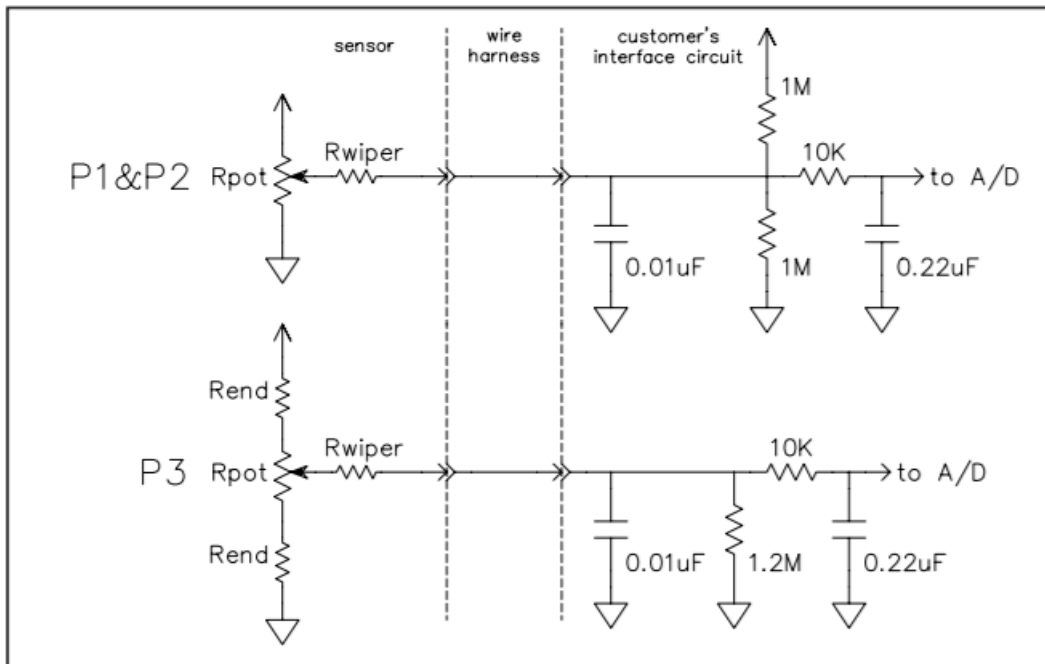 sensor
wire
harness
customer's
interface circuit
1M
P1&P2
Rpot
Rwiper
10K
to A/D
0.01uF
1M
0.22uF
Rend
P3
Rpot
Rwiper
10K
to A/D
Rend
0.01uF
1.2M
0.22uF